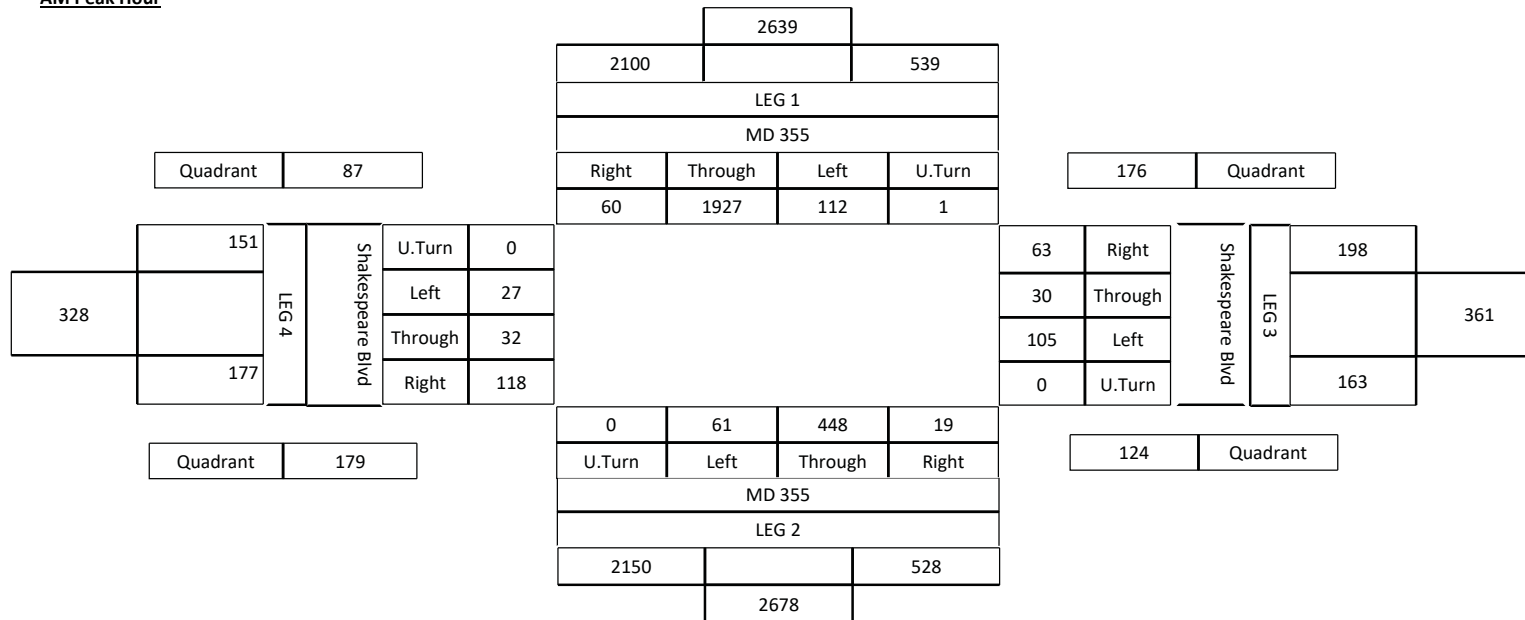 AM Peak Hour
2639
2100 539
LEG 1
MD 355
Quadrant 87
Right Through Left U.Turn
176 Quadrant
60 1927 112 1
151
LEG 4
Shakespeare Blvd
U.Turn 0
63 Right
Shakespeare Blvd
LEG 3
198
328
Left 27
30 Through
361
Through 32
105 Left
177
Right 118
0 U.Turn
163
0 61 448 19
Quadrant 179
U.Turn Left Through Right
124 Quadrant
MD 355
LEG 2
2150 528
2678